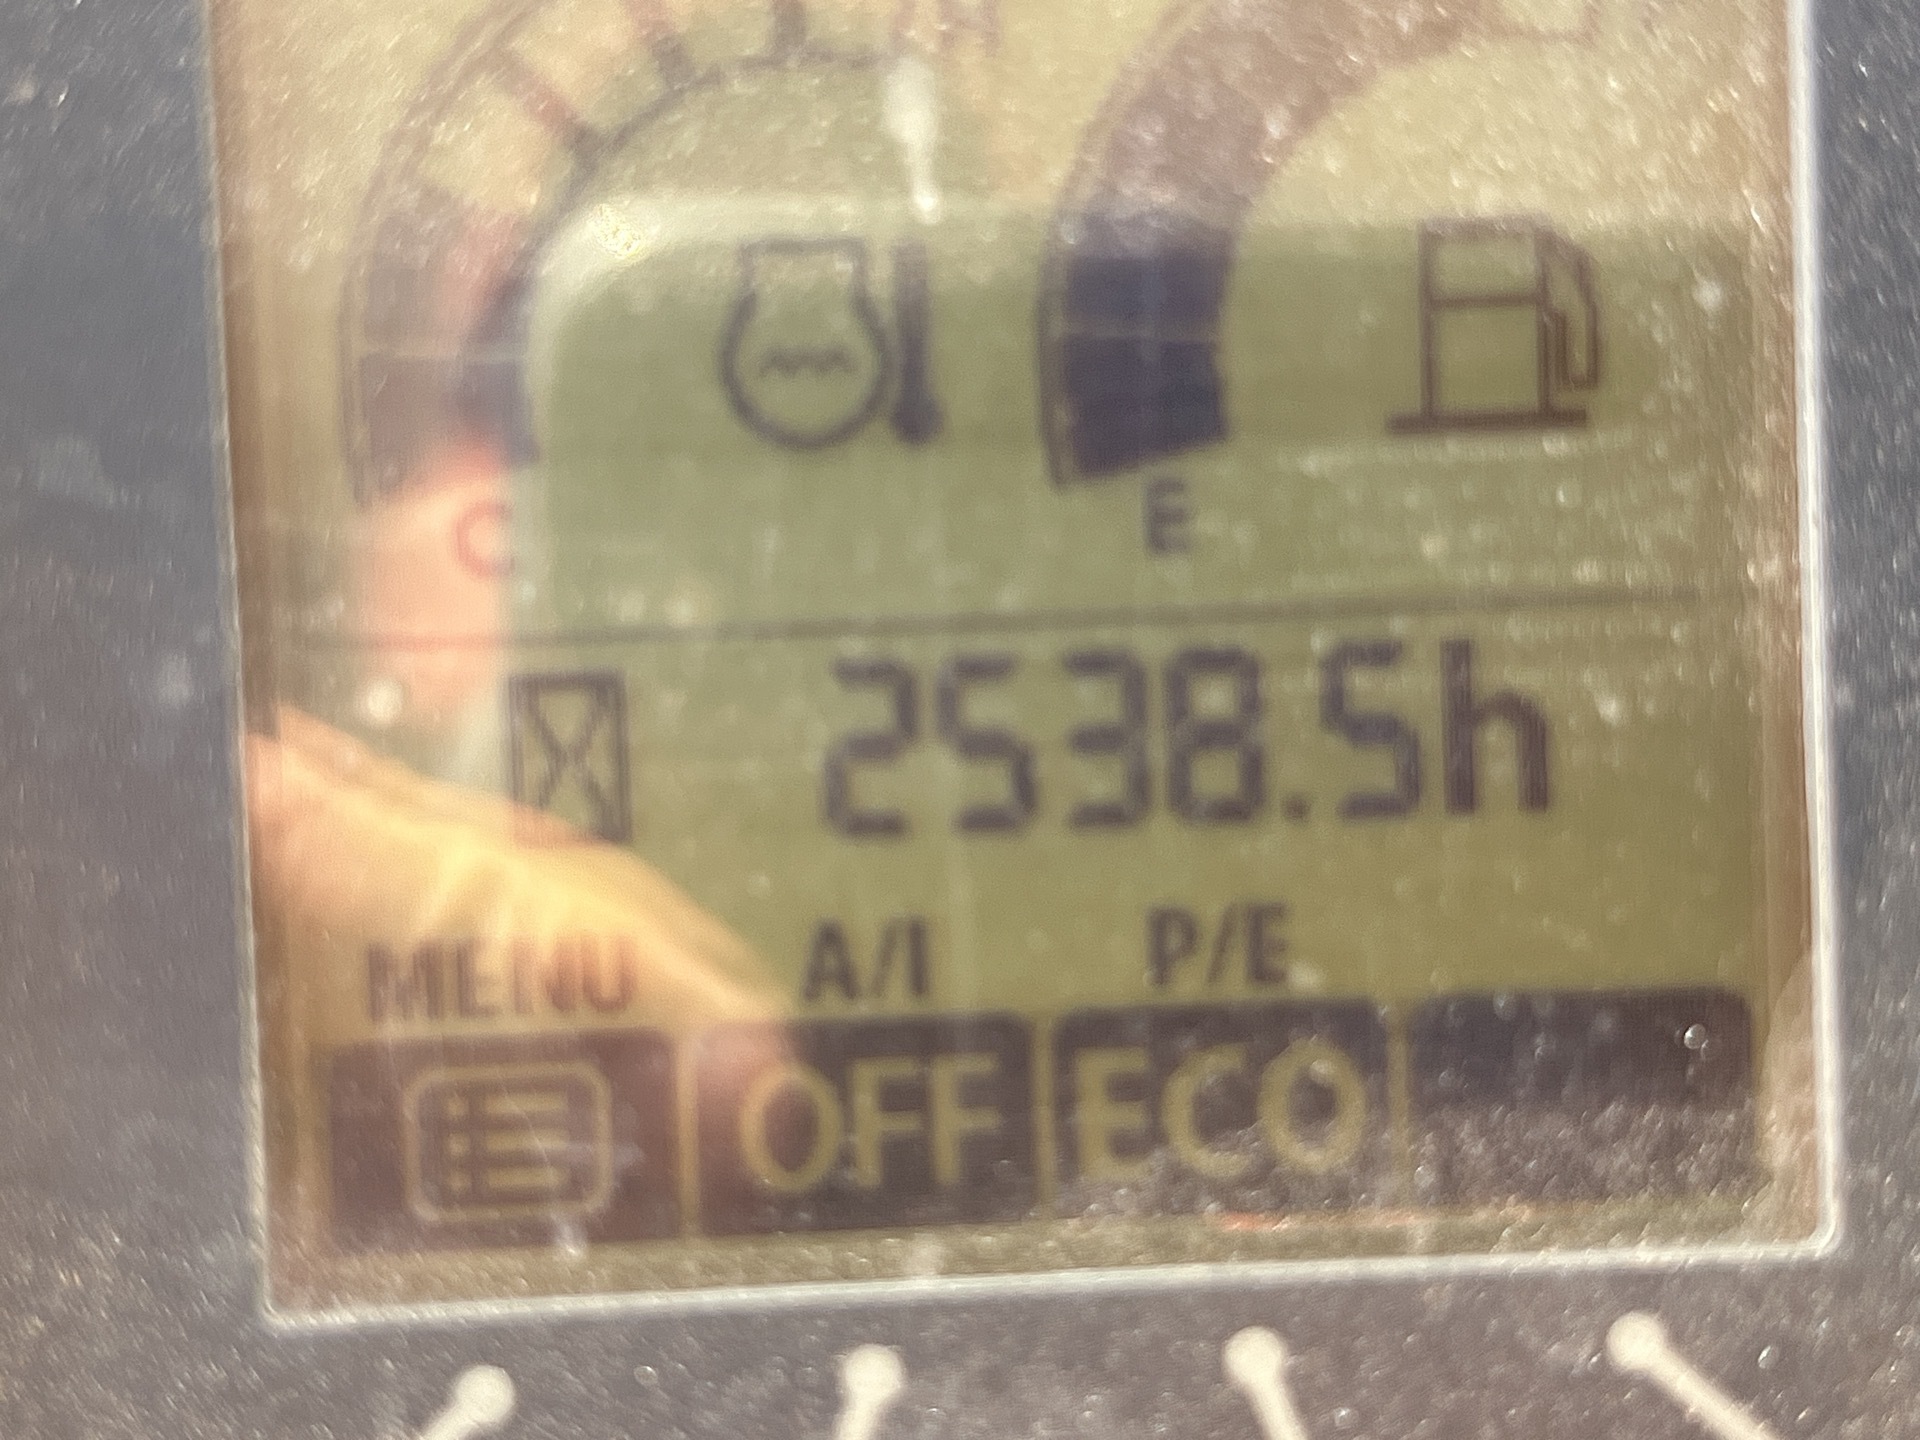 C
E
2538.5h
MENU A/I P/E
OFF ECO